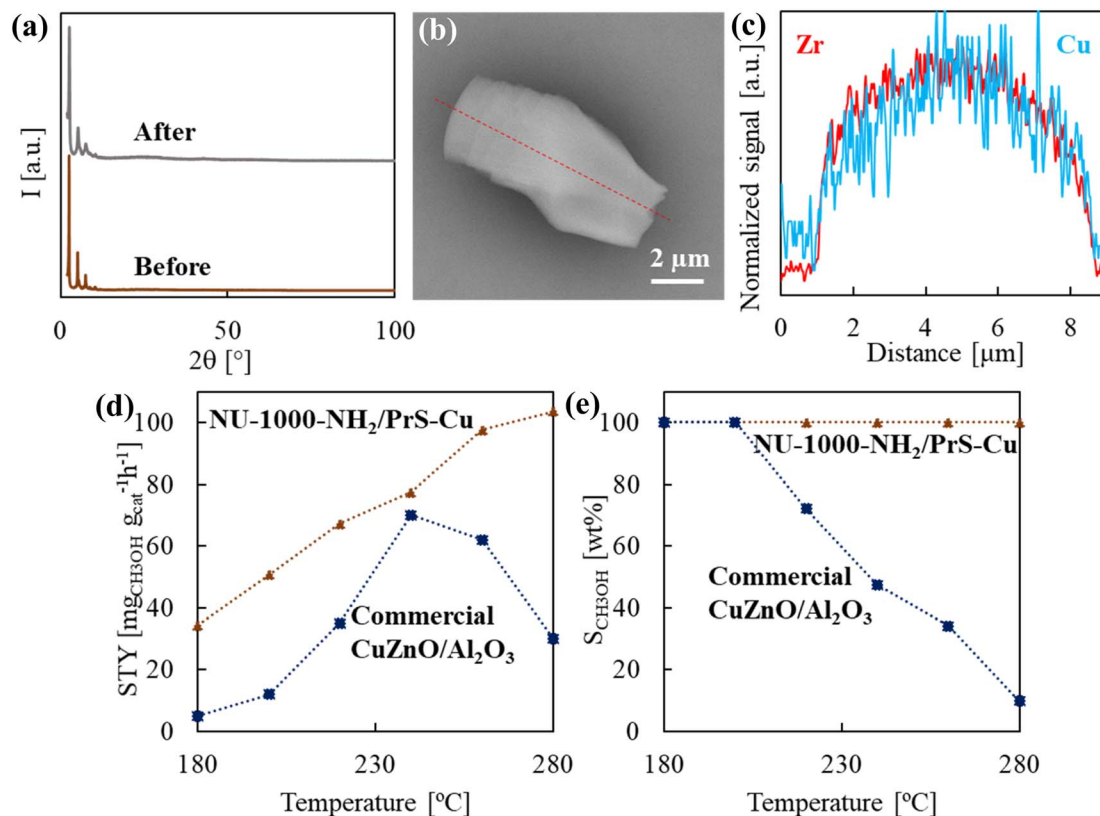 (a)
I [a.u.]
After
Before
0
50
100
2θ [°]
(b)
2 μm
(c)
Normalized signal [a.u.]
Zr
Cu
0
2
4
6
8
Distance [μm]
(d)
STY [mg_CH3OH g_cat⁻¹h⁻¹]
100
80
60
40
20
0
NU-1000-NH₂/PrS-Cu
Commercial
CuZnO/Al₂O₃
180
230
280
Temperature [ºC]
(e)
S_CH3OH [wt%]
100
80
60
40
20
0
NU-1000-NH₂/PrS-Cu
Commercial
CuZnO/Al₂O₃
180
230
280
Temperature [ºC]